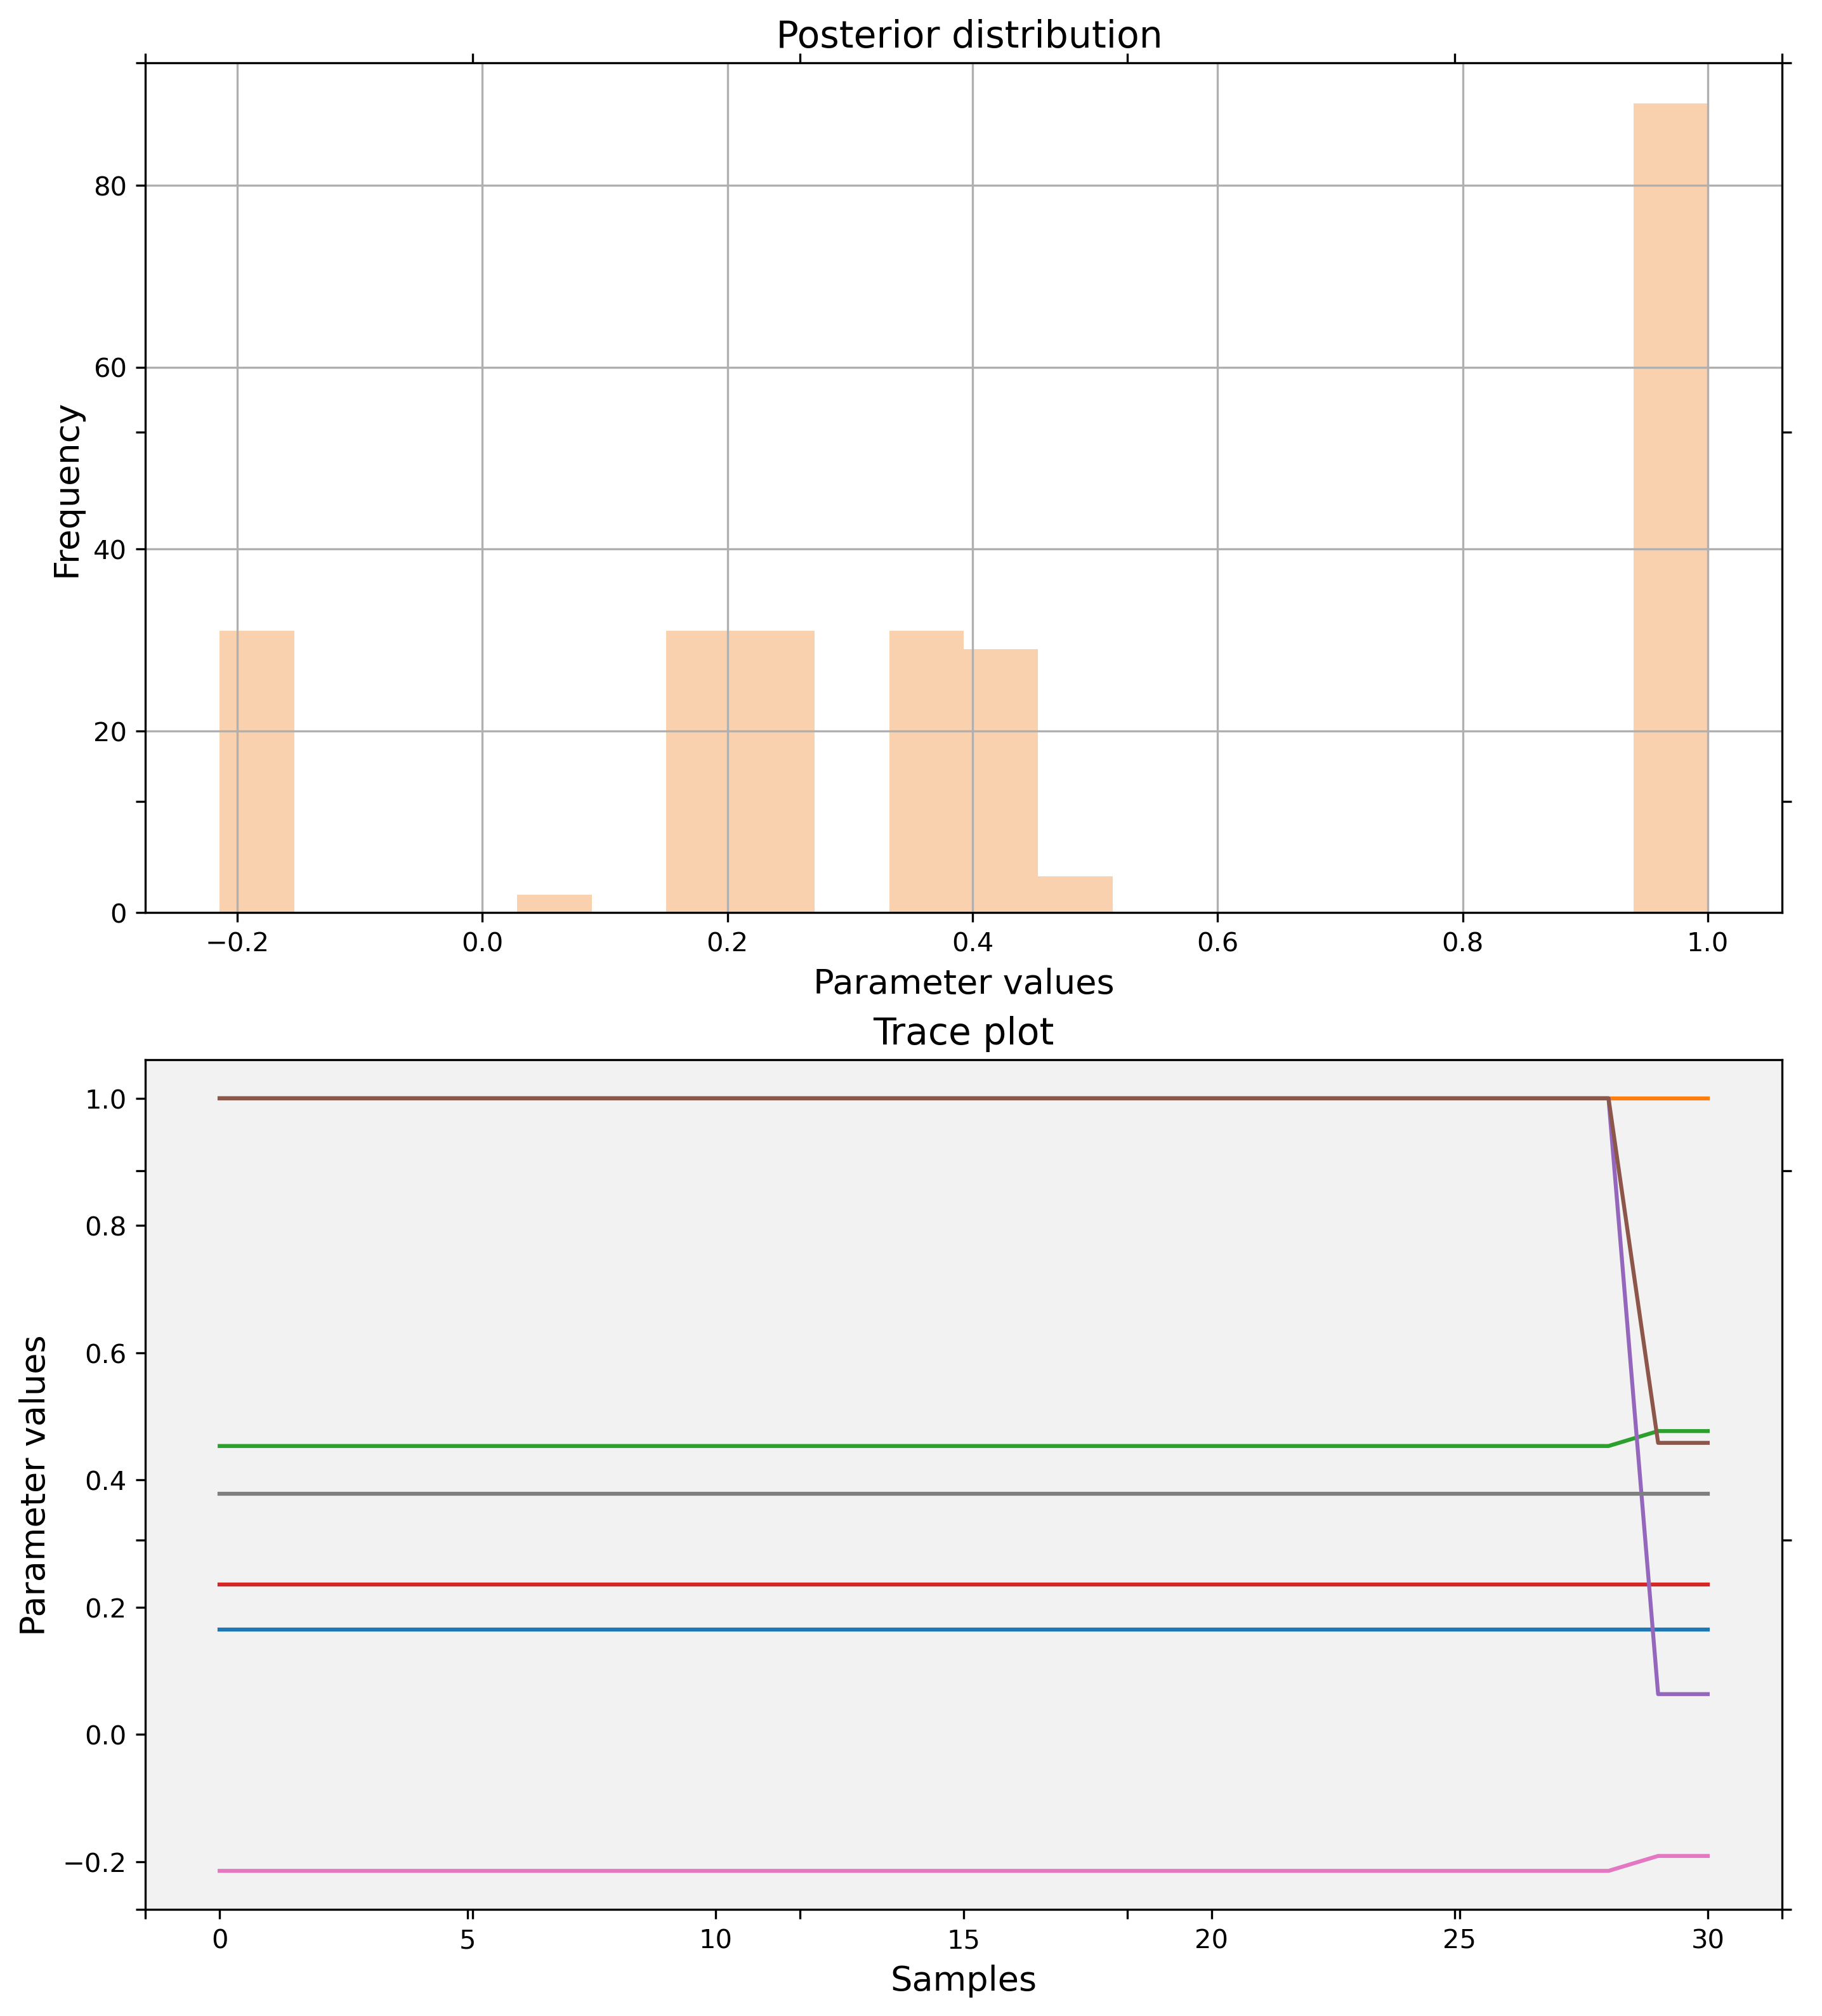 Posterior distribution
80
60
40
20
0
Frequency
−0.2 0.0 0.2 0.4 0.6 0.8 1.0
Parameter values
Trace plot
1.0
0.8
0.6
0.4
0.2
0.0
−0.2
Parameter values
0 5 10 15 20 25 30
Samples